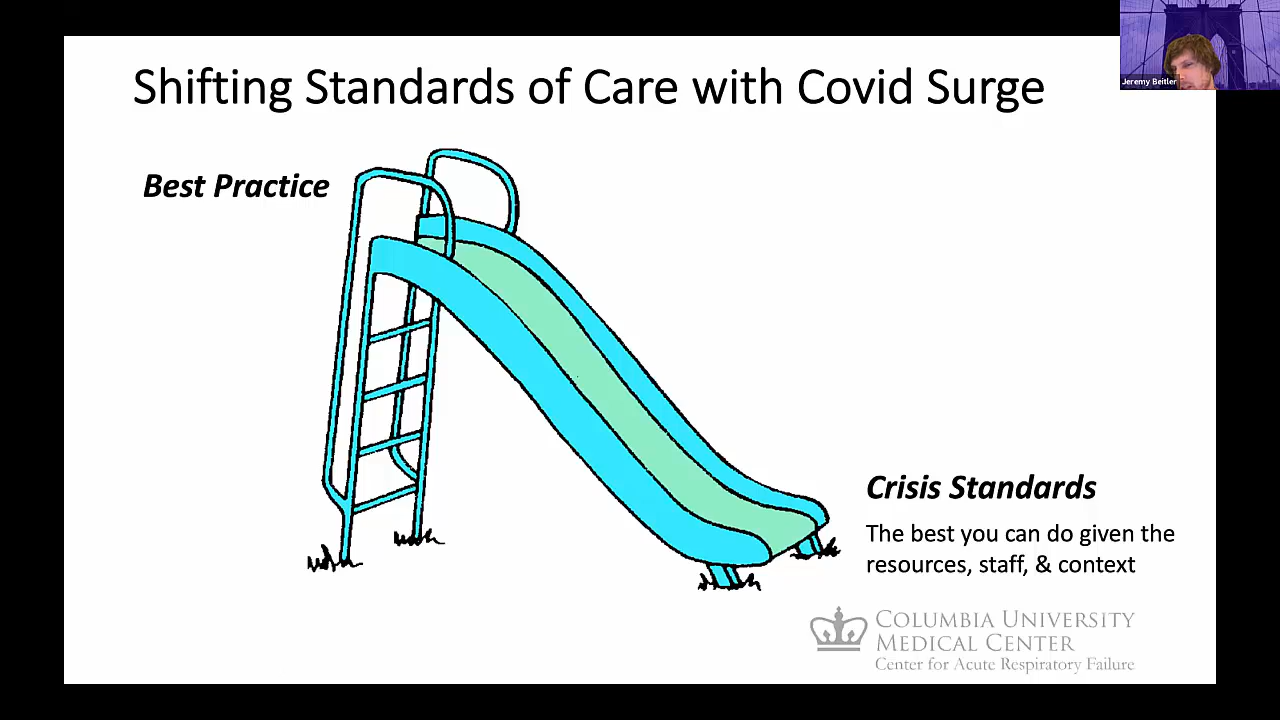 Shifting Standards of Care with Covid Surge
Jeremy Beitler
Best Practice
Crisis Standards
The best you can do given the
resources, staff, & context
COLUMBIA UNIVERSITY
MEDICAL CENTER
Center for Acute Respiratory Failure